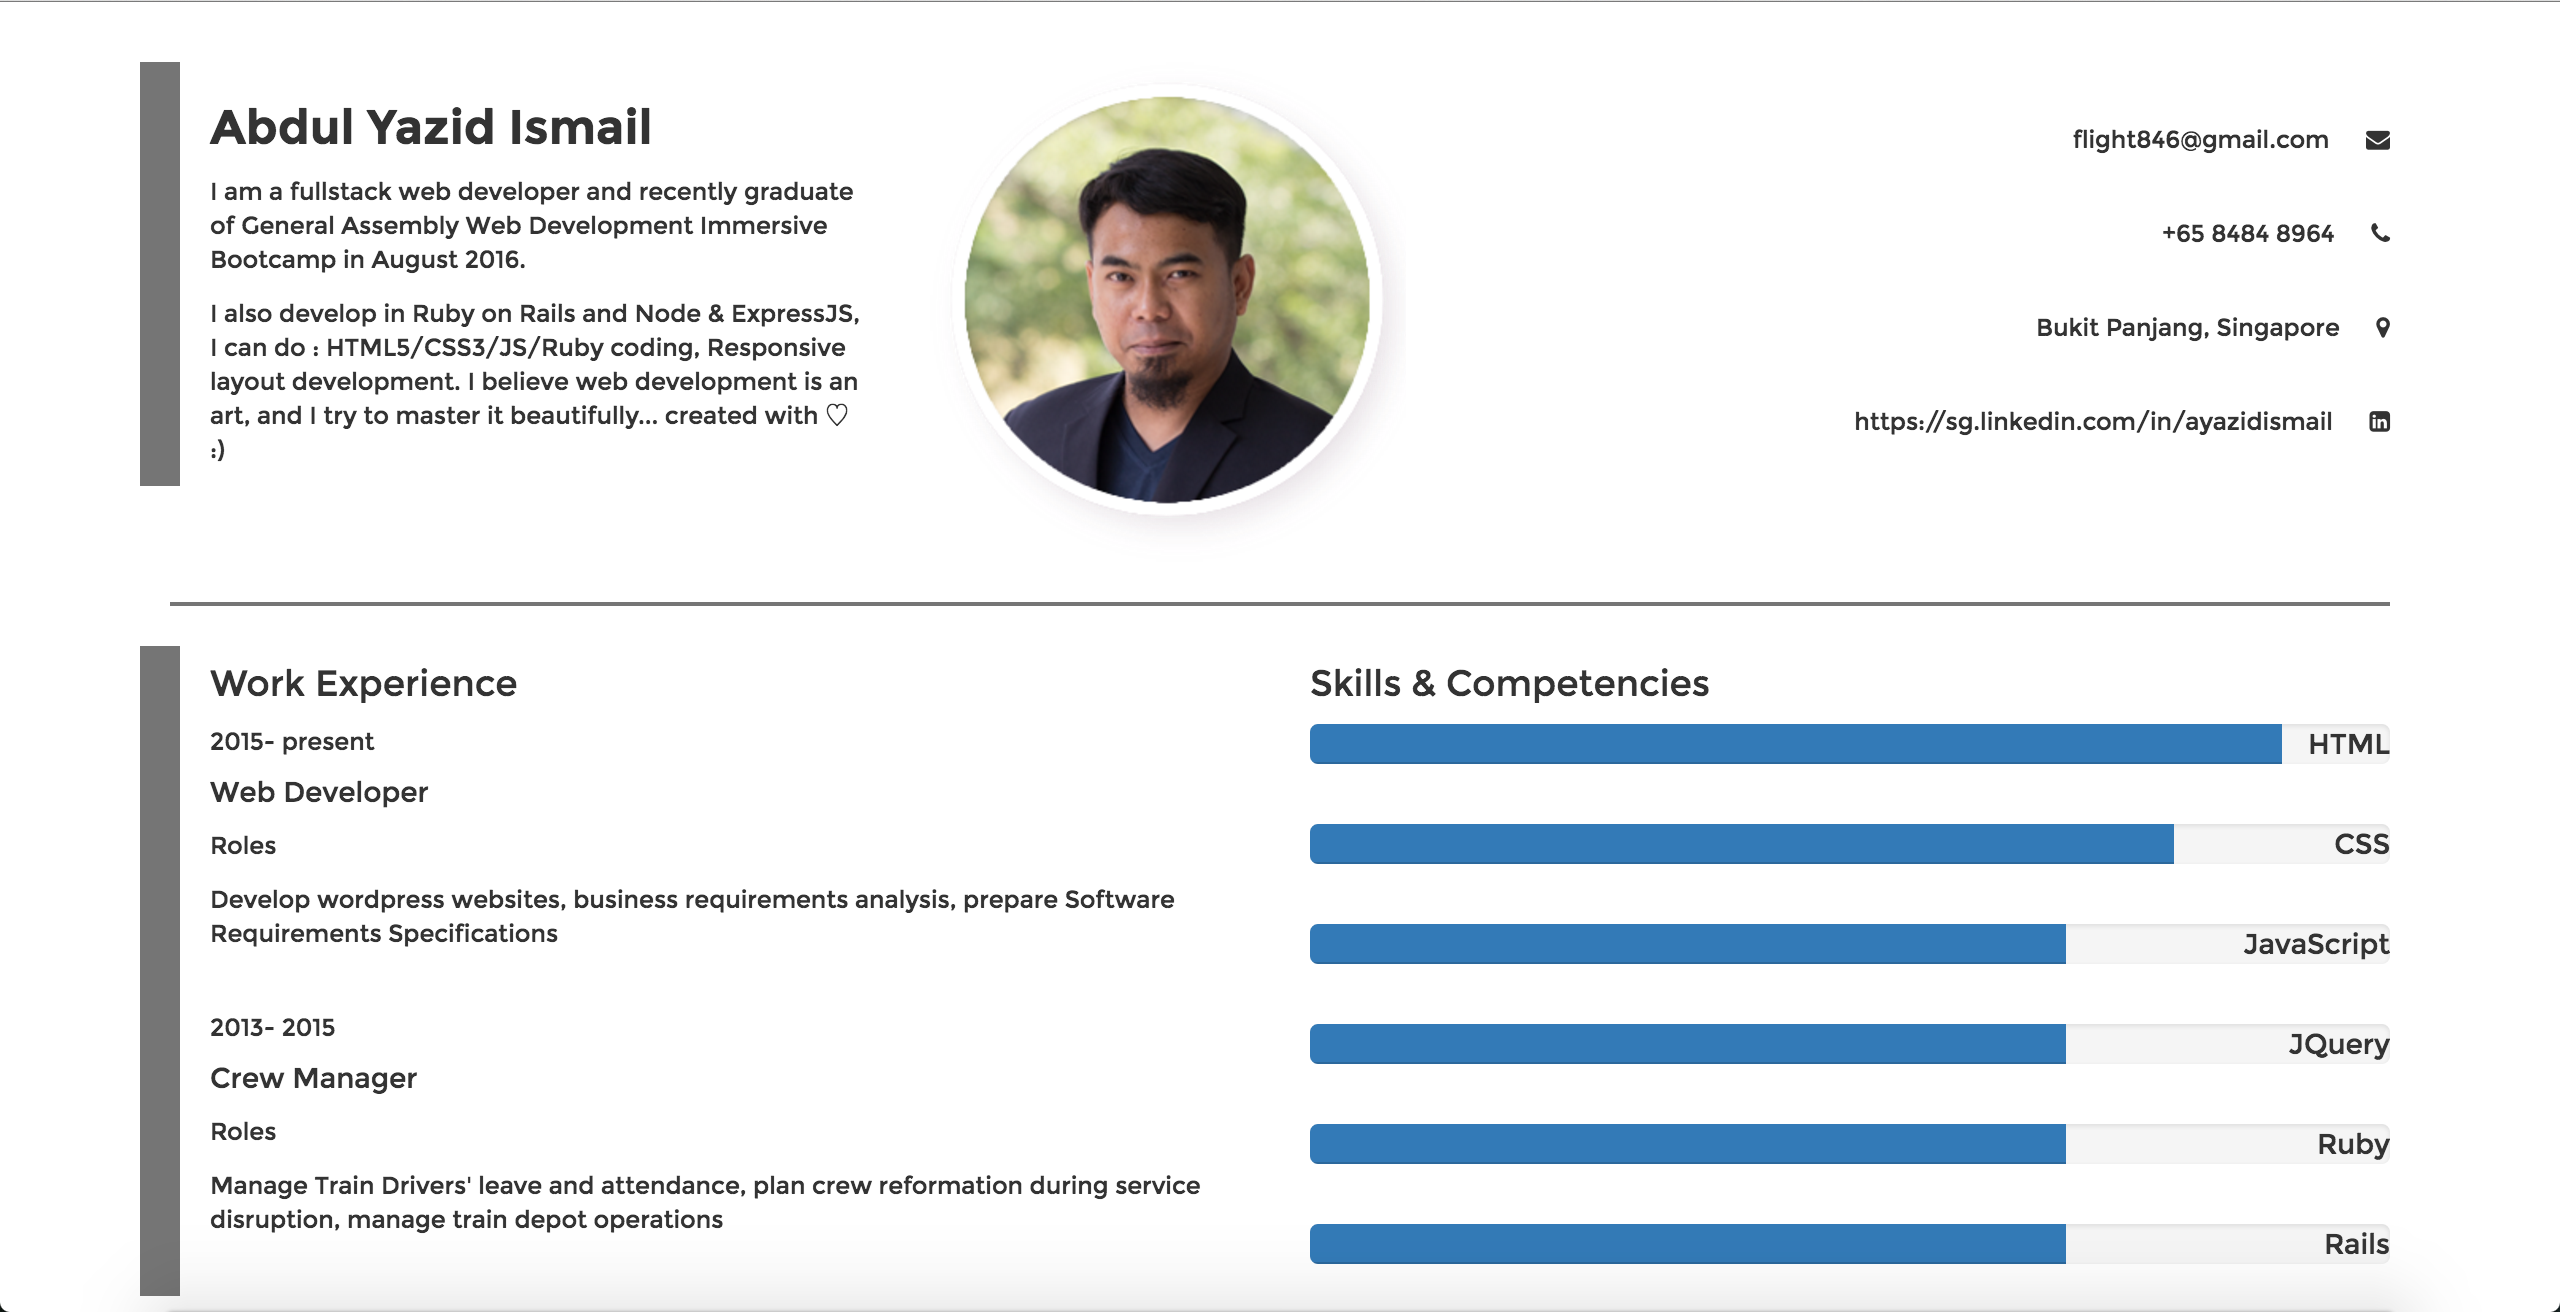 Abdul Yazid Ismail
I am a fullstack web developer and recently graduate
of General Assembly Web Development Immersive
Bootcamp in August 2016.
I also develop in Ruby on Rails and Node & ExpressJS,
I can do : HTML5/CSS3/JS/Ruby coding, Responsive
layout development. I believe web development is an
art, and I try to master it beautifully... created with ♡
:)
flight846@gmail.com
+65 8484 8964
Bukit Panjang, Singapore
https://sg.linkedin.com/in/ayazidismail
Work Experience
2015- present
Web Developer
Roles
Develop wordpress websites, business requirements analysis, prepare Software
Requirements Specifications
2013- 2015
Crew Manager
Roles
Manage Train Drivers' leave and attendance, plan crew reformation during service
disruption, manage train depot operations
Skills & Competencies
HTML
CSS
JavaScript
JQuery
Ruby
Rails